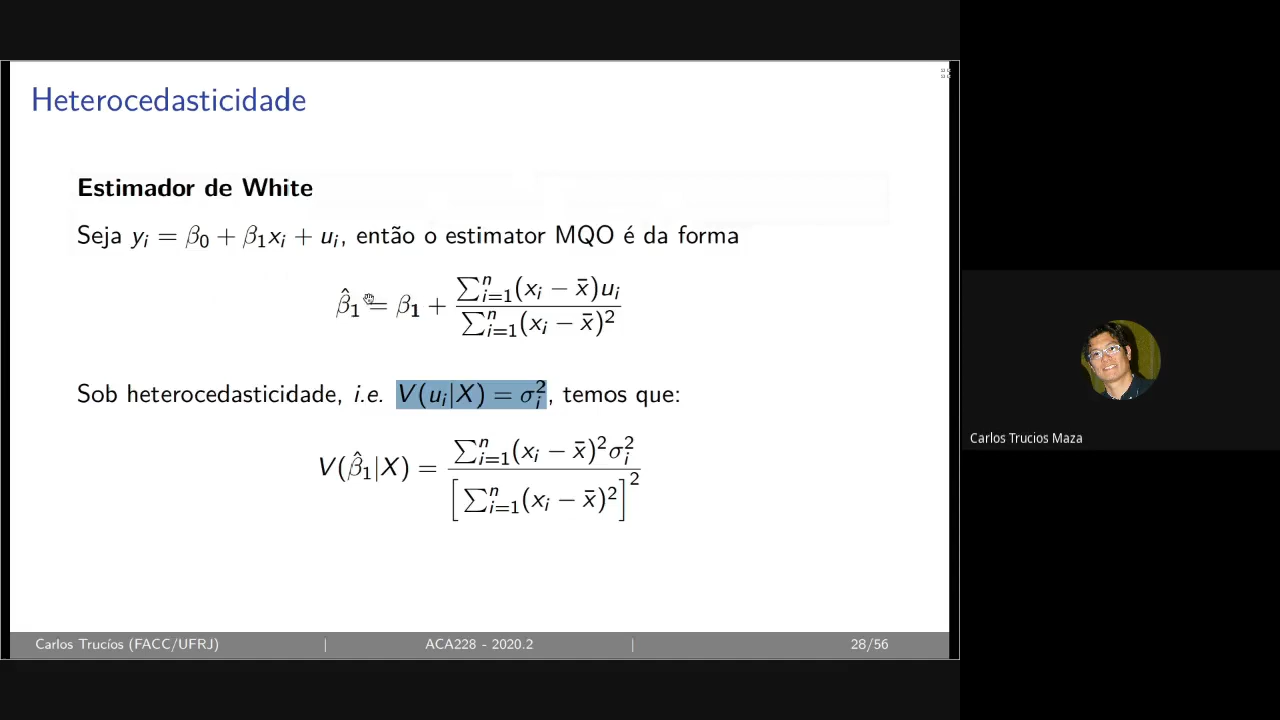 Heterocedasticidade
Estimador de White
Seja yᵢ = β₀ + β₁xᵢ + uᵢ, então o estimator MQO é da forma
β̂₁ = β₁ + ∑ⁿᵢ₌₁(xᵢ − x̄)uᵢ / ∑ⁿᵢ₌₁(xᵢ − x̄)²
Sob heterocedasticidade, i.e. V(uᵢ|X) = σᵢ², temos que:
V(β̂₁|X) = ∑ⁿᵢ₌₁(xᵢ − x̄)²σᵢ² / [∑ⁿᵢ₌₁(xᵢ − x̄)²]²
Carlos Trucíos (FACC/UFRJ) | ACA228 - 2020.2 | 28/56
Carlos Trucios Maza